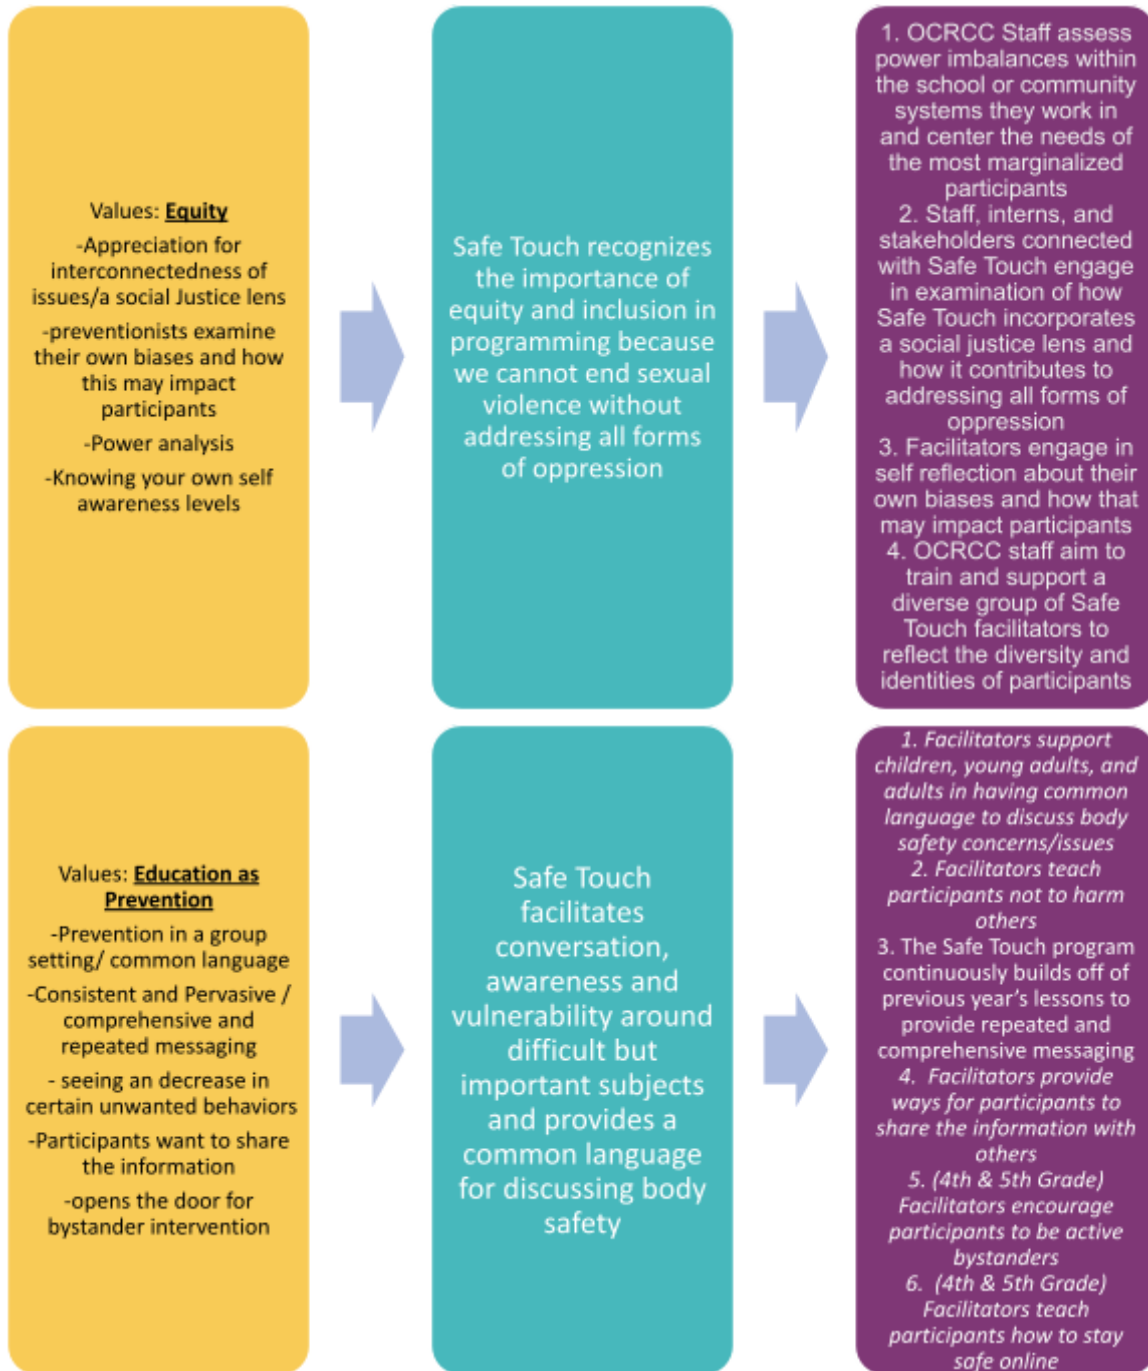 Values: Equity
-Appreciation for
interconnectedness of
issues/a social Justice lens
-preventionists examine
their own biases and how
this may impact
participants
-Power analysis
-Knowing your own self
awareness levels
Safe Touch recognizes
the importance of
equity and inclusion in
programming because
we cannot end sexual
violence without
addressing all forms
of oppression
1. OCRCC Staff assess
power imbalances within
the school or community
systems they work in
and center the needs of
the most marginalized
participants
2. Staff, interns, and
stakeholders connected
with Safe Touch engage
in examination of how
Safe Touch incorporates
a social justice lens and
how it contributes to
addressing all forms of
oppression
3. Facilitators engage in
self reflection about their
own biases and how that
may impact participants
4. OCRCC staff aim to
train and support a
diverse group of Safe
Touch facilitators to
reflect the diversity and
identities of participants
Values: Education as
Prevention
-Prevention in a group
setting/ common language
-Consistent and Pervasive /
comprehensive and
repeated messaging
- seeing an decrease in
certain unwanted behaviors
-Participants want to share
the information
-opens the door for
bystander intervention
Safe Touch
facilitates
conversation,
awareness and
vulnerability around
difficult but
important subjects
and provides a
common language
for discussing body
safety
1. Facilitators support
children, young adults, and
adults in having common
language to discuss body
safety concerns/issues
2. Facilitators teach
participants not to harm
others
3. The Safe Touch program
continuously builds off of
previous year’s lessons to
provide repeated and
comprehensive messaging
4. Facilitators provide
ways for participants to
share the information with
others
5. (4th & 5th Grade)
Facilitators encourage
participants to be active
bystanders
6. (4th & 5th Grade)
Facilitators teach
participants how to stay
safe online